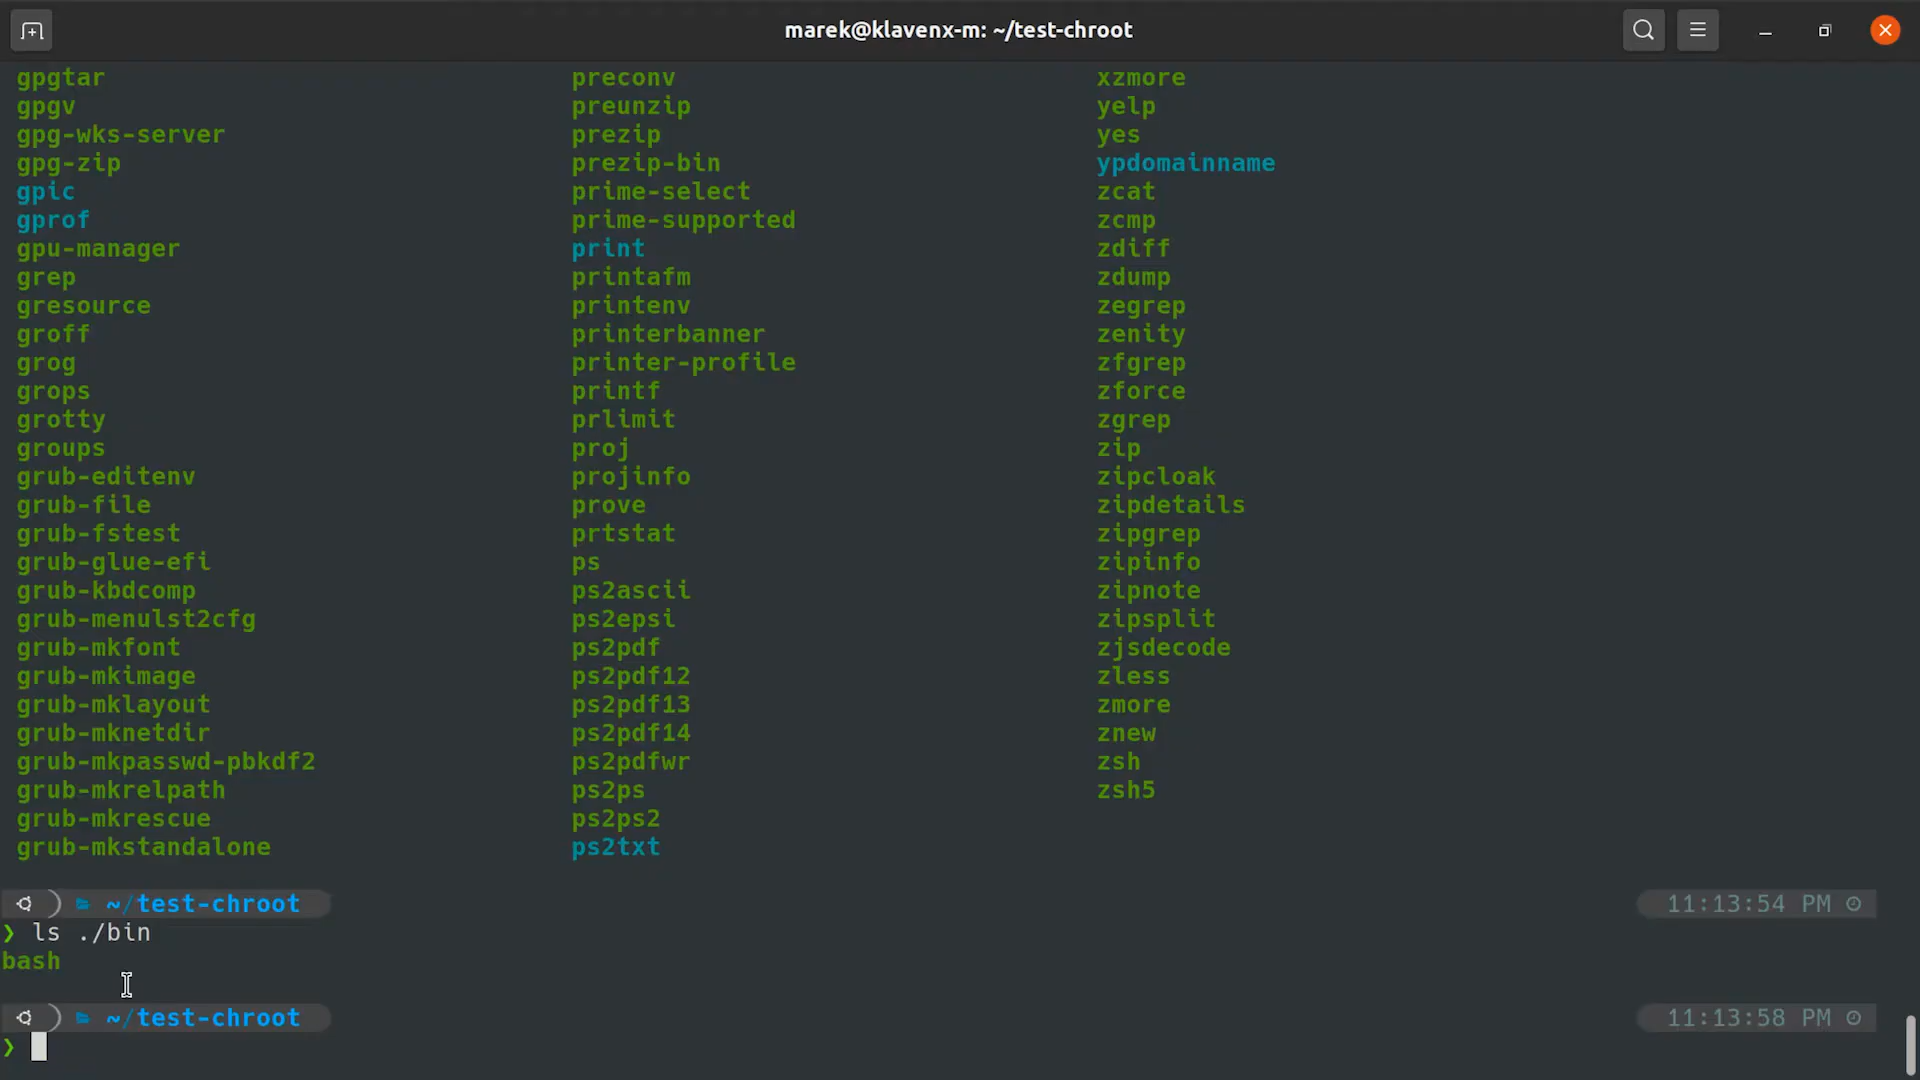 marek@klavenx-m: ~/test-chroot
gpgtar preconv xzmore
gpgv preunzip yelp
gpg-wks-server prezip yes
gpg-zip prezip-bin ypdomainname
gpic prime-select zcat
gprof prime-supported zcmp
gpu-manager print zdiff
grep printafm zdump
gresource printenv zegrep
groff printerbanner zenity
grog printer-profile zfgrep
grops printf zforce
grotty prlimit zgrep
groups proj zip
grub-editenv projinfo zipcloak
grub-file prove zipdetails
grub-fstest prtstat zipgrep
grub-glue-efi ps zipinfo
grub-kbdcomp ps2ascii zipnote
grub-menulst2cfg ps2epsi zipsplit
grub-mkfont ps2pdf zjsdecode
grub-mkimage ps2pdf12 zless
grub-mklayout ps2pdf13 zmore
grub-mknetdir ps2pdf14 znew
grub-mkpasswd-pbkdf2 ps2pdfwr zsh
grub-mkrelpath ps2ps zsh5
grub-mkrescue ps2ps2
grub-mkstandalone ps2txt
~/test-chroot 11:13:54 PM
❯ ls ./bin
bash
~/test-chroot 11:13:58 PM
❯